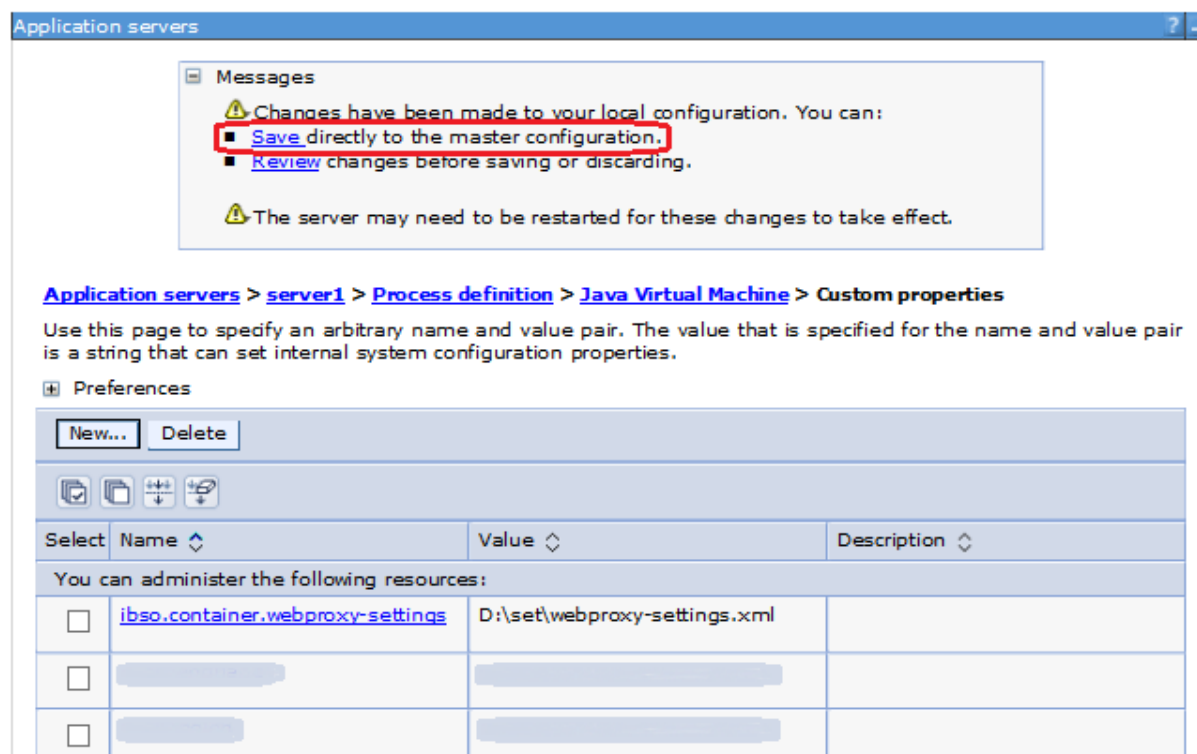 Application servers ?
Messages
Changes have been made to your local configuration. You can:
Save directly to the master configuration.
Review changes before saving or discarding.
The server may need to be restarted for these changes to take effect.
Application servers > server1 > Process definition > Java Virtual Machine > Custom properties
Use this page to specify an arbitrary name and value pair. The value that is specified for the name and value pair
is a string that can set internal system configuration properties.
Preferences
New... Delete
Select Name Value Description
You can administer the following resources:
ibso.container.webproxy-settings D:\set\webproxy-settings.xml